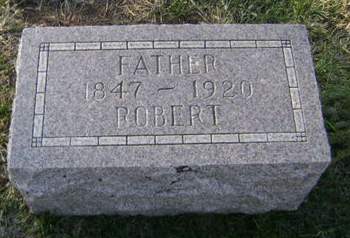 FATHER
1847 - 1920
ROBERT